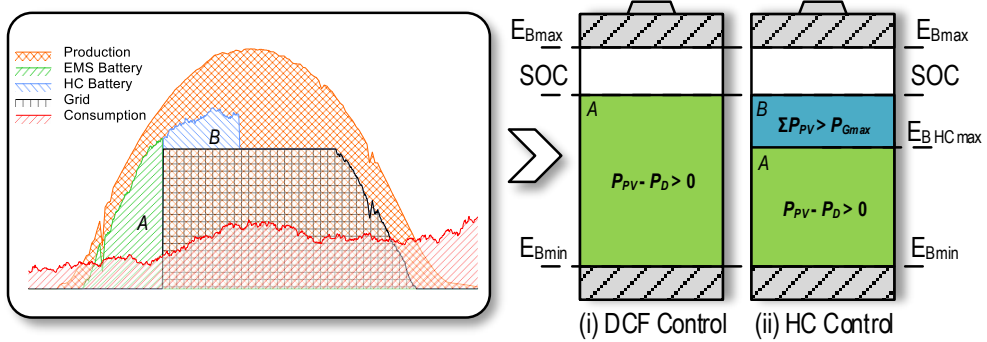 Production
EMS Battery
HC Battery
Grid
Consumption
A
B
E_Bmax
SOC
E_Bmin
A
P_PV - P_D > 0
(i) DCF Control
B
ΣP_PV > P_Gmax
A
P_PV - P_D > 0
(ii) HC Control
E_Bmax
SOC
E_B HC max
E_Bmin